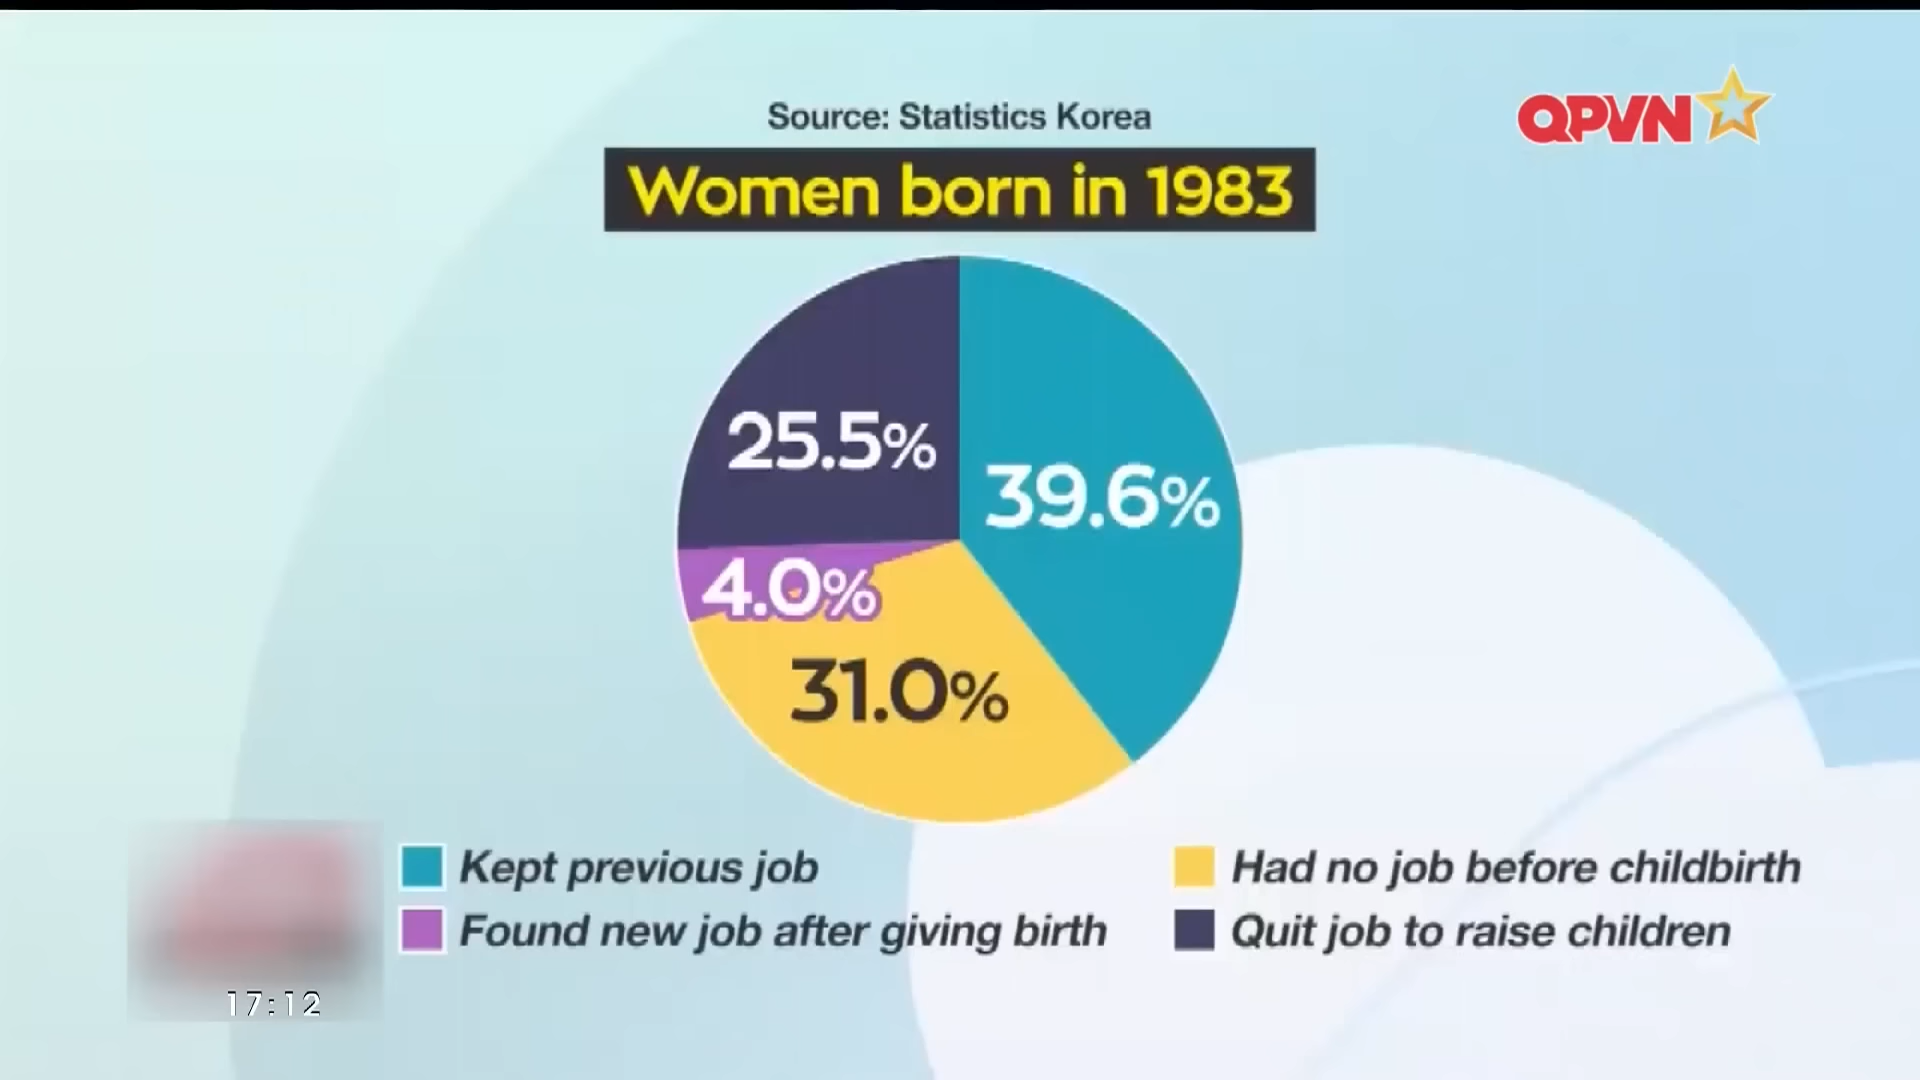 Source: Statistics Korea
QPVN
Women born in 1983
25.5%
39.6%
4.0%
31.0%
Kept previous job
Had no job before childbirth
Found new job after giving birth
Quit job to raise children
17:12